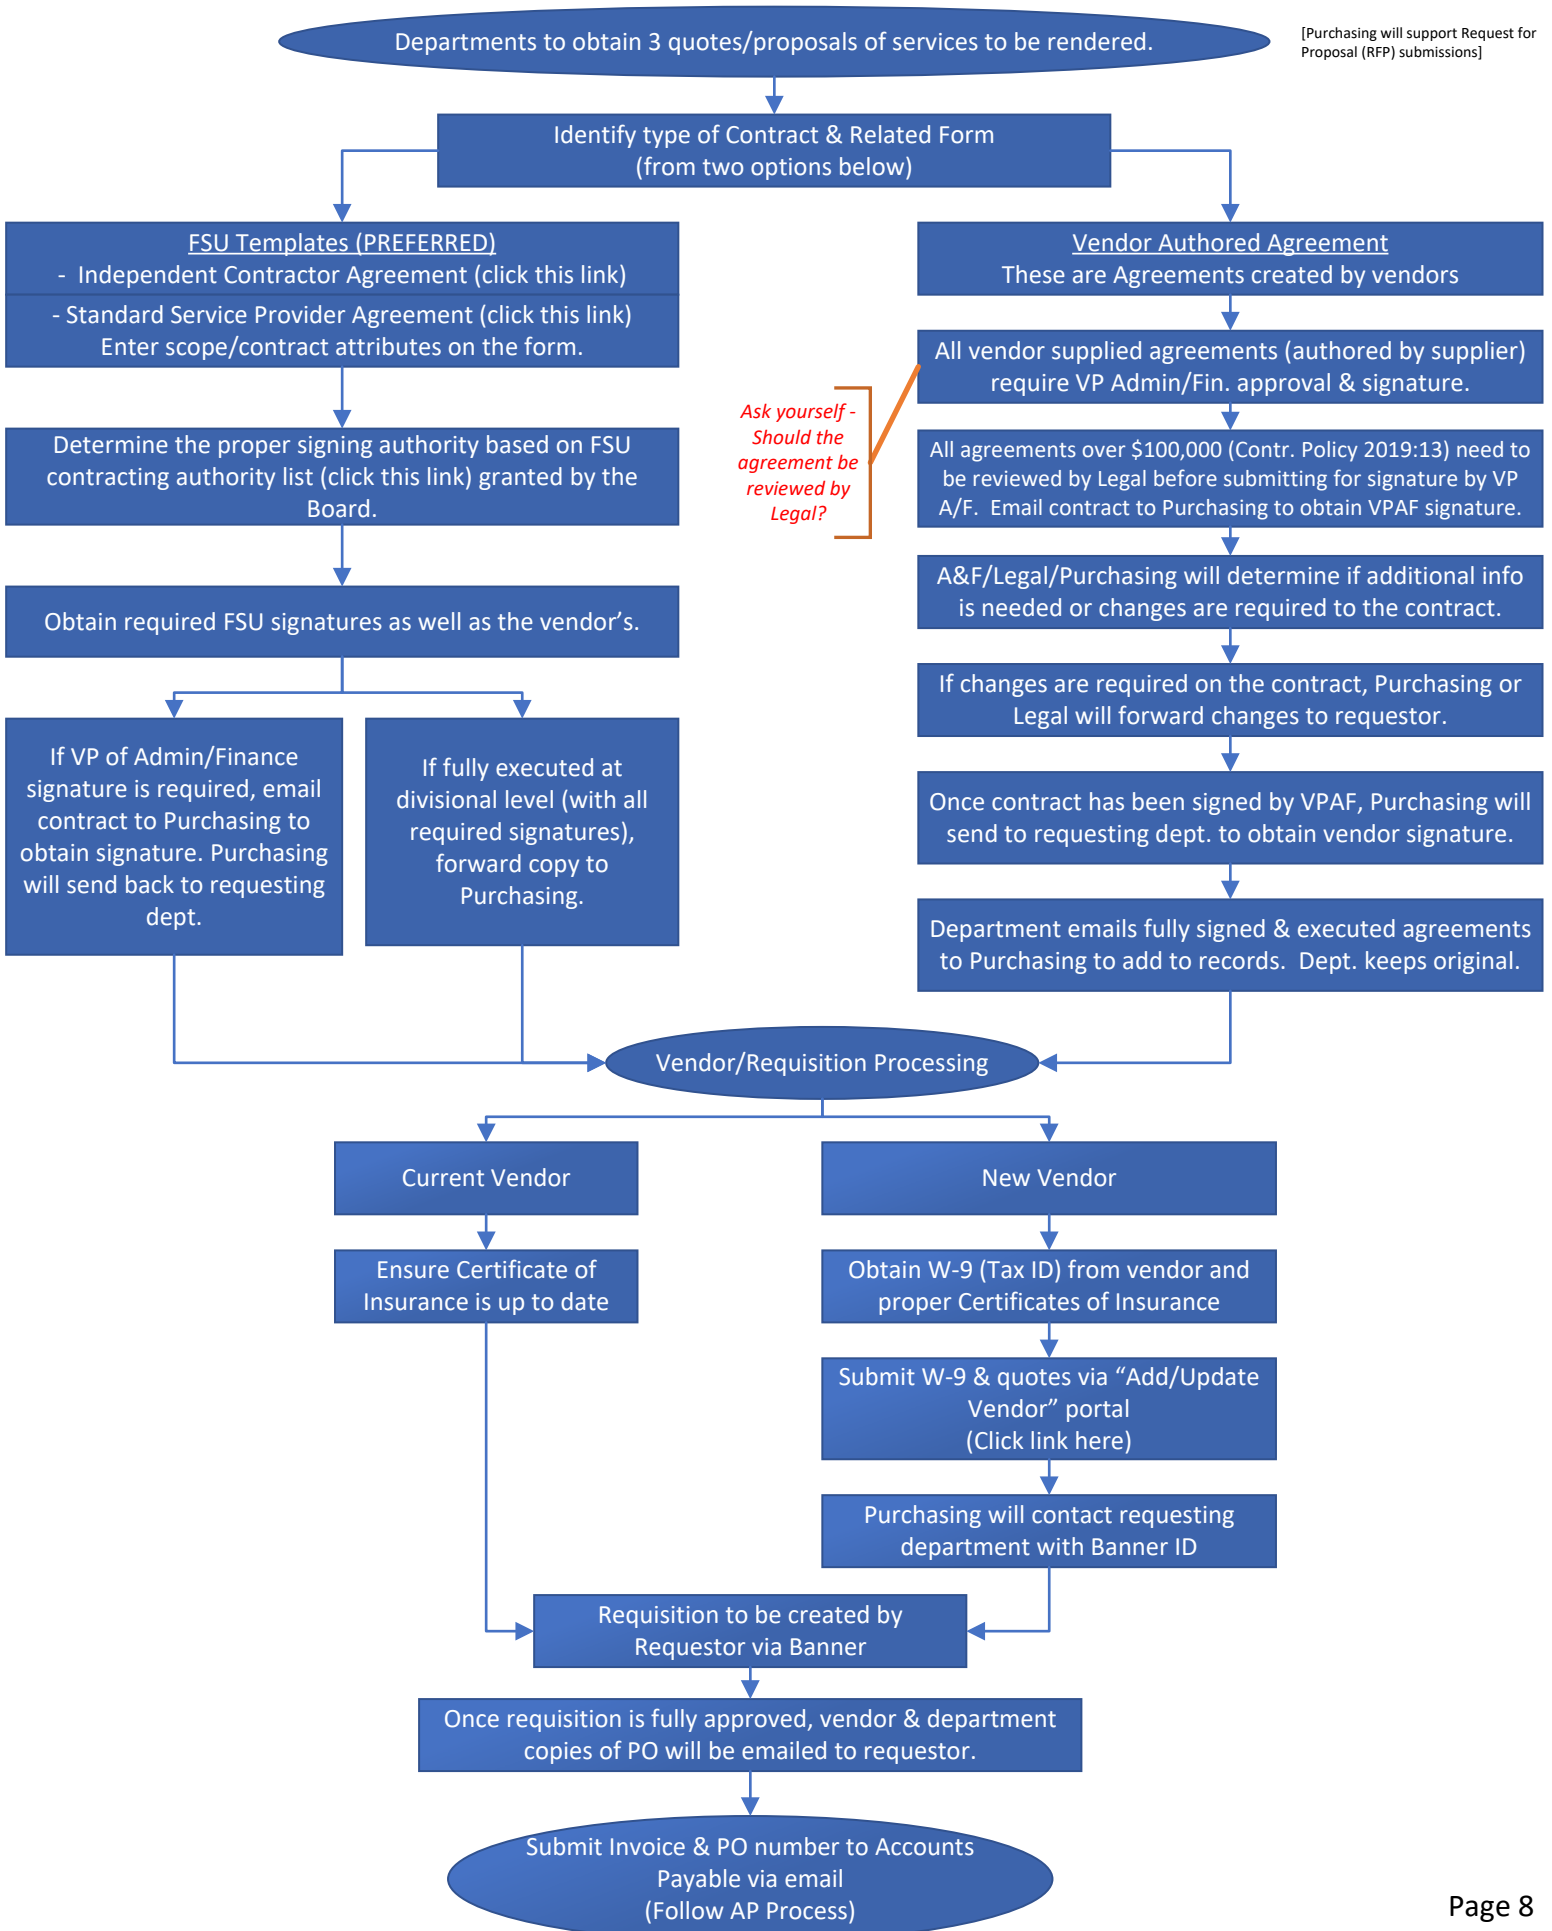 Departments to obtain 3 quotes/proposals of services to be rendered.
[Purchasing will support Request for
Proposal (RFP) submissions]
Identify type of Contract & Related Form
(from two options below)
FSU Templates (PREFERRED)
- Independent Contractor Agreement (click this link)
- Standard Service Provider Agreement (click this link)
Enter scope/contract attributes on the form.
Determine the proper signing authority based on FSU
contracting authority list (click this link) granted by the
Board.
Obtain required FSU signatures as well as the vendor’s.
If VP of Admin/Finance
signature is required, email
contract to Purchasing to
obtain signature. Purchasing
will send back to requesting
dept.
If fully executed at
divisional level (with all
required signatures),
forward copy to
Purchasing.
Vendor Authored Agreement
These are Agreements created by vendors
All vendor supplied agreements (authored by supplier)
require VP Admin/Fin. approval & signature.
Ask yourself -
Should the
agreement be
reviewed by
Legal?
All agreements over $100,000 (Contr. Policy 2019:13) need to
be reviewed by Legal before submitting for signature by VP
A/F. Email contract to Purchasing to obtain VPAF signature.
A&F/Legal/Purchasing will determine if additional info
is needed or changes are required to the contract.
If changes are required on the contract, Purchasing or
Legal will forward changes to requestor.
Once contract has been signed by VPAF, Purchasing will
send to requesting dept. to obtain vendor signature.
Department emails fully signed & executed agreements
to Purchasing to add to records. Dept. keeps original.
Vendor/Requisition Processing
Current Vendor
Ensure Certificate of
Insurance is up to date
New Vendor
Obtain W-9 (Tax ID) from vendor and
proper Certificates of Insurance
Submit W-9 & quotes via “Add/Update
Vendor” portal
(Click link here)
Purchasing will contact requesting
department with Banner ID
Requisition to be created by
Requestor via Banner
Once requisition is fully approved, vendor & department
copies of PO will be emailed to requestor.
Submit Invoice & PO number to Accounts
Payable via email
(Follow AP Process)
Page 8